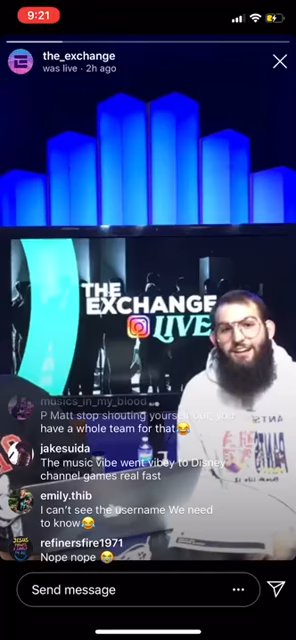 9:21
the_exchange
was live · 2h ago
THE
EXCHANGE
LIVE
musics_in_my_blood
P Matt stop shouting yourself out, you
have a whole team for that😂
jakesuida
The music vibe went vibey to Disney
channel games real fast
emily.thib
I can't see the username We need
to know😂
refinersfire1971
Nope nope 😂
Send message